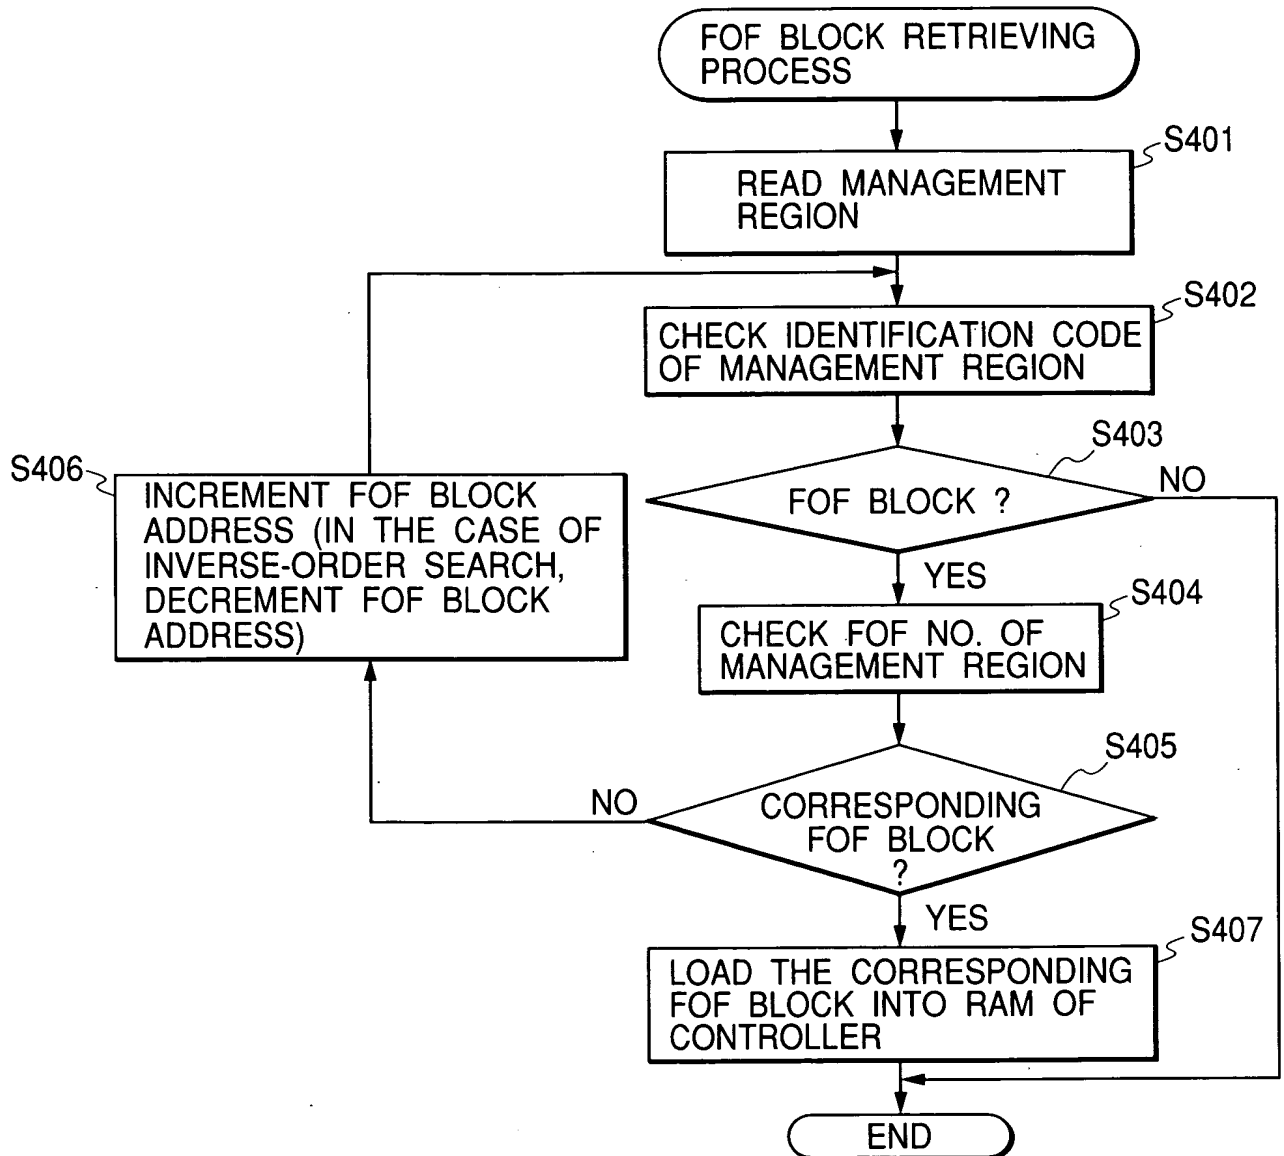 FOF BLOCK RETRIEVING
PROCESS
S401
READ MANAGEMENT
REGION
S402
CHECK IDENTIFICATION CODE
OF MANAGEMENT REGION
S403
FOF BLOCK ?
NO
YES
S406
INCREMENT FOF BLOCK
ADDRESS (IN THE CASE OF
INVERSE-ORDER SEARCH,
DECREMENT FOF BLOCK
ADDRESS)
S404
CHECK FOF NO. OF
MANAGEMENT REGION
S405
CORRESPONDING
FOF BLOCK
?
NO
YES
S407
LOAD THE CORRESPONDING
FOF BLOCK INTO RAM OF
CONTROLLER
END